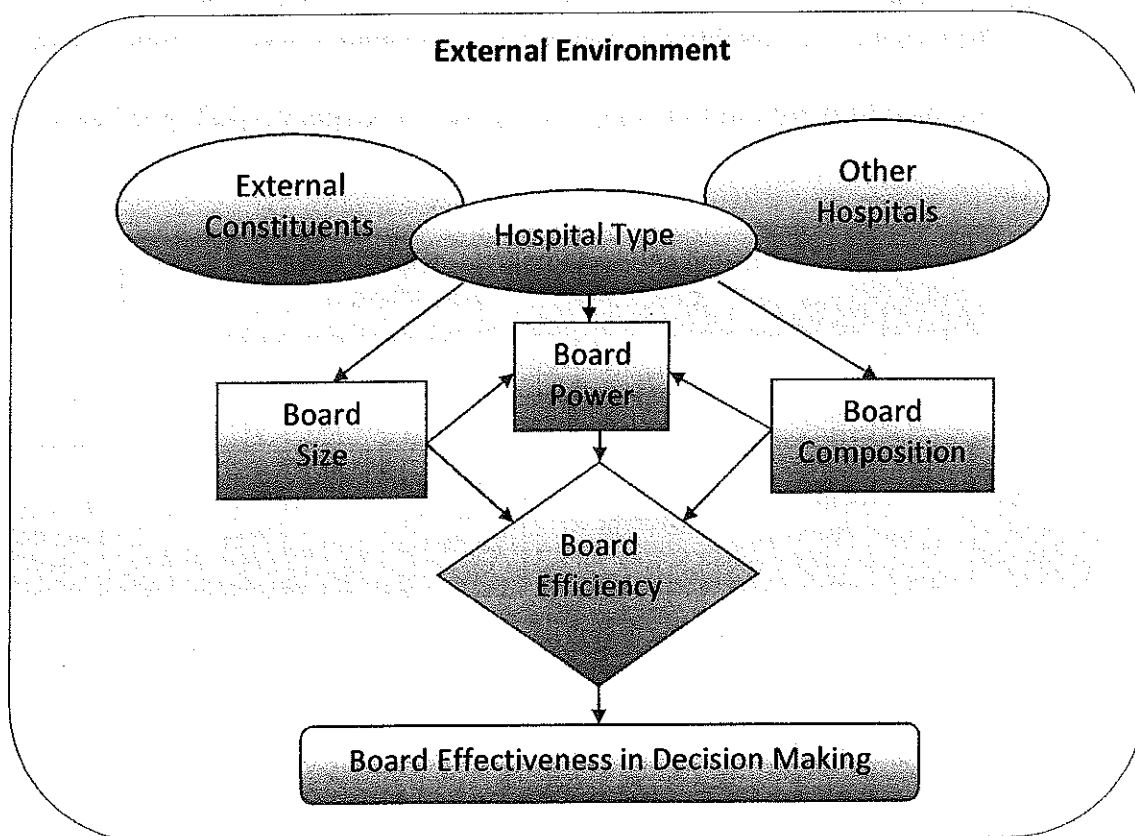 External Environment
External
Constituents
Hospital Type
Other
Hospitals
Board
Size
Board
Power
Board
Composition
Board
Efficiency
Board Effectiveness in Decision Making